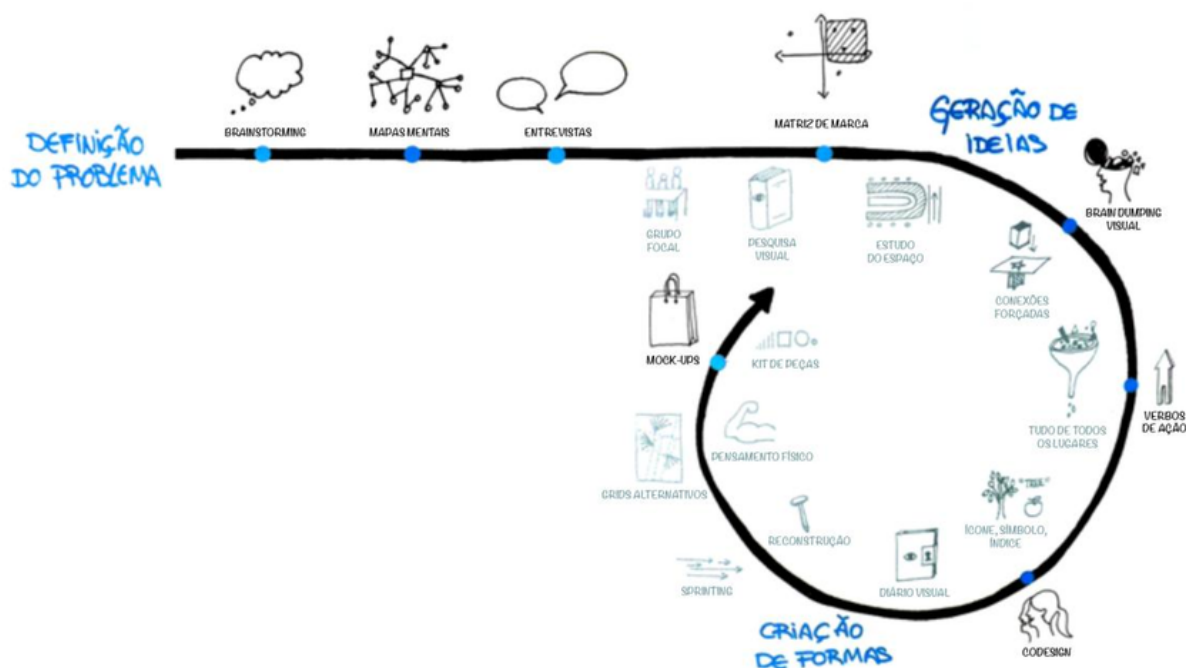 DEFINIÇÃO
DO PROBLEMA
BRAINSTORMING
MAPAS MENTAIS
ENTREVISTAS
MATRIZ DE MARCA
GERAÇÃO DE
IDEIAS
BRAIN DUMPING
VISUAL
GRUPO
FOCAL
PESQUISA
VISUAL
ESTUDO
DO ESPAÇO
CONEXÕES
FORÇADAS
MOCK-UPS
KIT DE PEÇAS
VERBOS
DE AÇÃO
TUDO DE TODOS
OS LUGARES
PENSAMENTO FÍSICO
GRIDS ALTERNATIVOS
"TREE"
ÍCONE, SÍMBOLO,
ÍNDICE
RECONSTRUÇÃO
SPRINTING
DIÁRIO VISUAL
CODESIGN
CRIAÇÃO
DE FORMAS